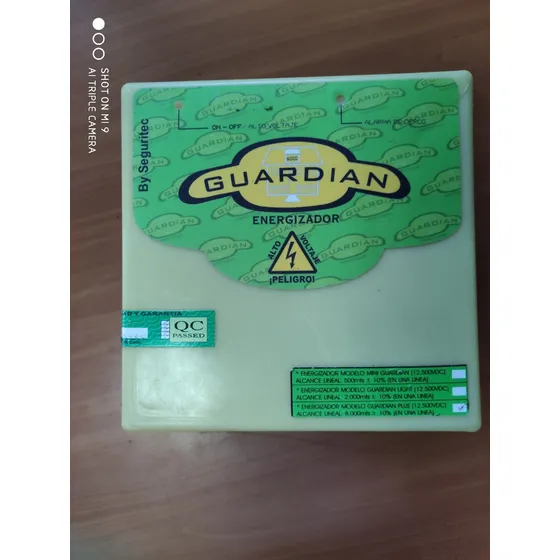 SHOT ON MI 9
AI TRIPLE CAMERA
By Seguritec
ON-OFF ALTO VOLTAJE
ALARMA DE CERCO
GUARDIAN
ENERGIZADOR
ALTO VOLTAJE
¡PELIGRO!
GARANTIA
QC
PASSED
* ENERGIZADOR MODELO MINI GUARDIAN (12.500VDC)
ALCANCE LINEAL: 500mts ± 10% (EN UNA LINEA)
* ENERGIZADOR MODELO GUARDIAN LIGHT (12.500VDC)
ALCANCE LINEAL: 2.000mts ± 10% (EN UNA LINEA)
* ENERGIZADOR MODELO GUARDIAN PLUS (12.500VDC)
ALCANCE LINEAL: 8.000mts ± 10% (EN UNA LINEA)